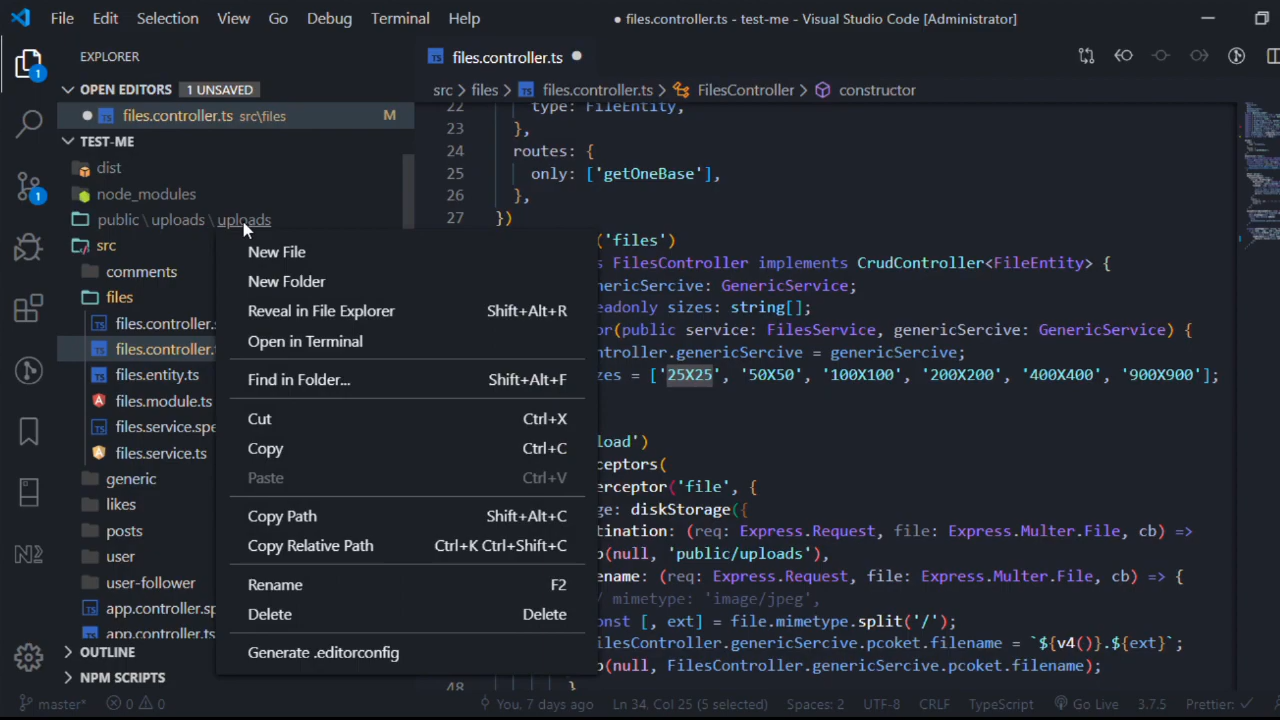 File Edit Selection View Go Debug Terminal Help ● files.controller.ts - test-me - Visual Studio Code [Administrator]
EXPLORER
OPEN EDITORS 1 UNSAVED
files.controller.ts src\files M
TEST-ME
dist
node_modules
public \ uploads \ uploads
src
comments
files
files.controller.s
files.controller.t
files.entity.ts
files.module.ts
files.service.spe
files.service.ts
generic
likes
posts
user
user-follower
app.controller.sp
app.controller.ts
OUTLINE
NPM SCRIPTS
1
1
New File
New Folder
Reveal in File Explorer Shift+Alt+R
Open in Terminal
Find in Folder... Shift+Alt+F
Cut Ctrl+X
Copy Ctrl+C
Paste Ctrl+V
Copy Path Shift+Alt+C
Copy Relative Path Ctrl+K Ctrl+Shift+C
Rename F2
Delete Delete
Generate .editorconfig
files.controller.ts
src > files > files.controller.ts > FilesController > constructor
22 type: FileEntity,
23 },
24 routes: {
25 only: ['getOneBase'],
26 },
27 })
('files')
s FilesController implements CrudController<FileEntity> {
nericSercive: GenericService;
eadonly sizes: string[];
or(public service: FilesService, genericSercive: GenericService) {
ntroller.genericSercive = genericSercive;
zes = ['25X25', '50X50', '100X100', '200X200', '400X400', '900X900'];
load')
ceptors(
erceptor('file', {
ge: diskStorage({
tination: (req: Express.Request, file: Express.Multer.File, cb) =>
b(null, 'public/uploads'),
ename: (req: Express.Request, file: Express.Multer.File, cb) => {
/ mimetype: 'image/jpeg',
onst [, ext] = file.mimetype.split('/');
ilesController.genericSercive.pcoket.filename = `${v4()}.${ext}`;
b(null, FilesController.genericSercive.pcoket.filename);
48 }
master* 0 0 You, 7 days ago Ln 34, Col 25 (5 selected) Spaces: 2 UTF-8 CRLF TypeScript Go Live 3.7.5 Prettier: ✓